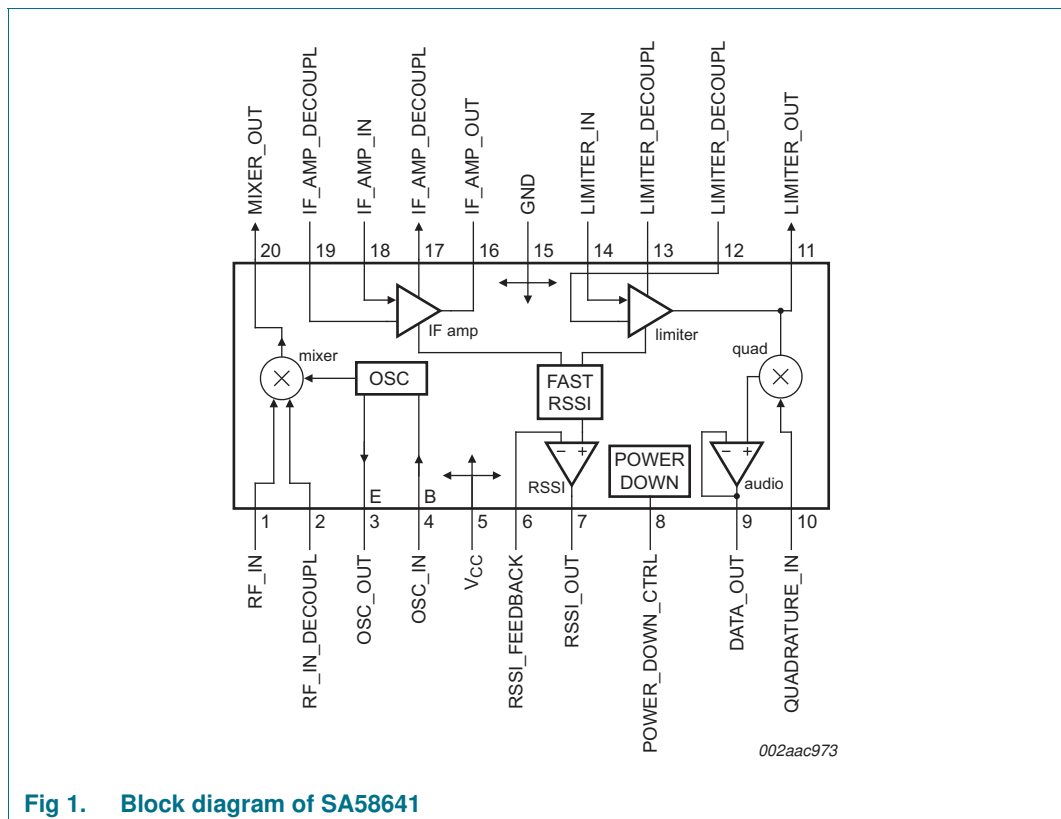 MIXER_OUT
IF_AMP_DECOUPL
IF_AMP_IN
IF_AMP_DECOUPL
IF_AMP_OUT
GND
LIMITER_IN
LIMITER_DECOUPL
LIMITER_DECOUPL
LIMITER_OUT
20 19 18 17 16 15 14 13 12 11
IF amp
limiter
mixer
quad
OSC
FAST
RSSI
− +
RSSI
POWER
DOWN
− +
audio
E B
1 2 3 4 5 6 7 8 9 10
RF_IN
RF_IN_DECOUPL
OSC_OUT
OSC_IN
VCC
RSSI_FEEDBACK
RSSI_OUT
POWER_DOWN_CTRL
DATA_OUT
QUADRATURE_IN
002aac973
Fig 1. Block diagram of SA58641